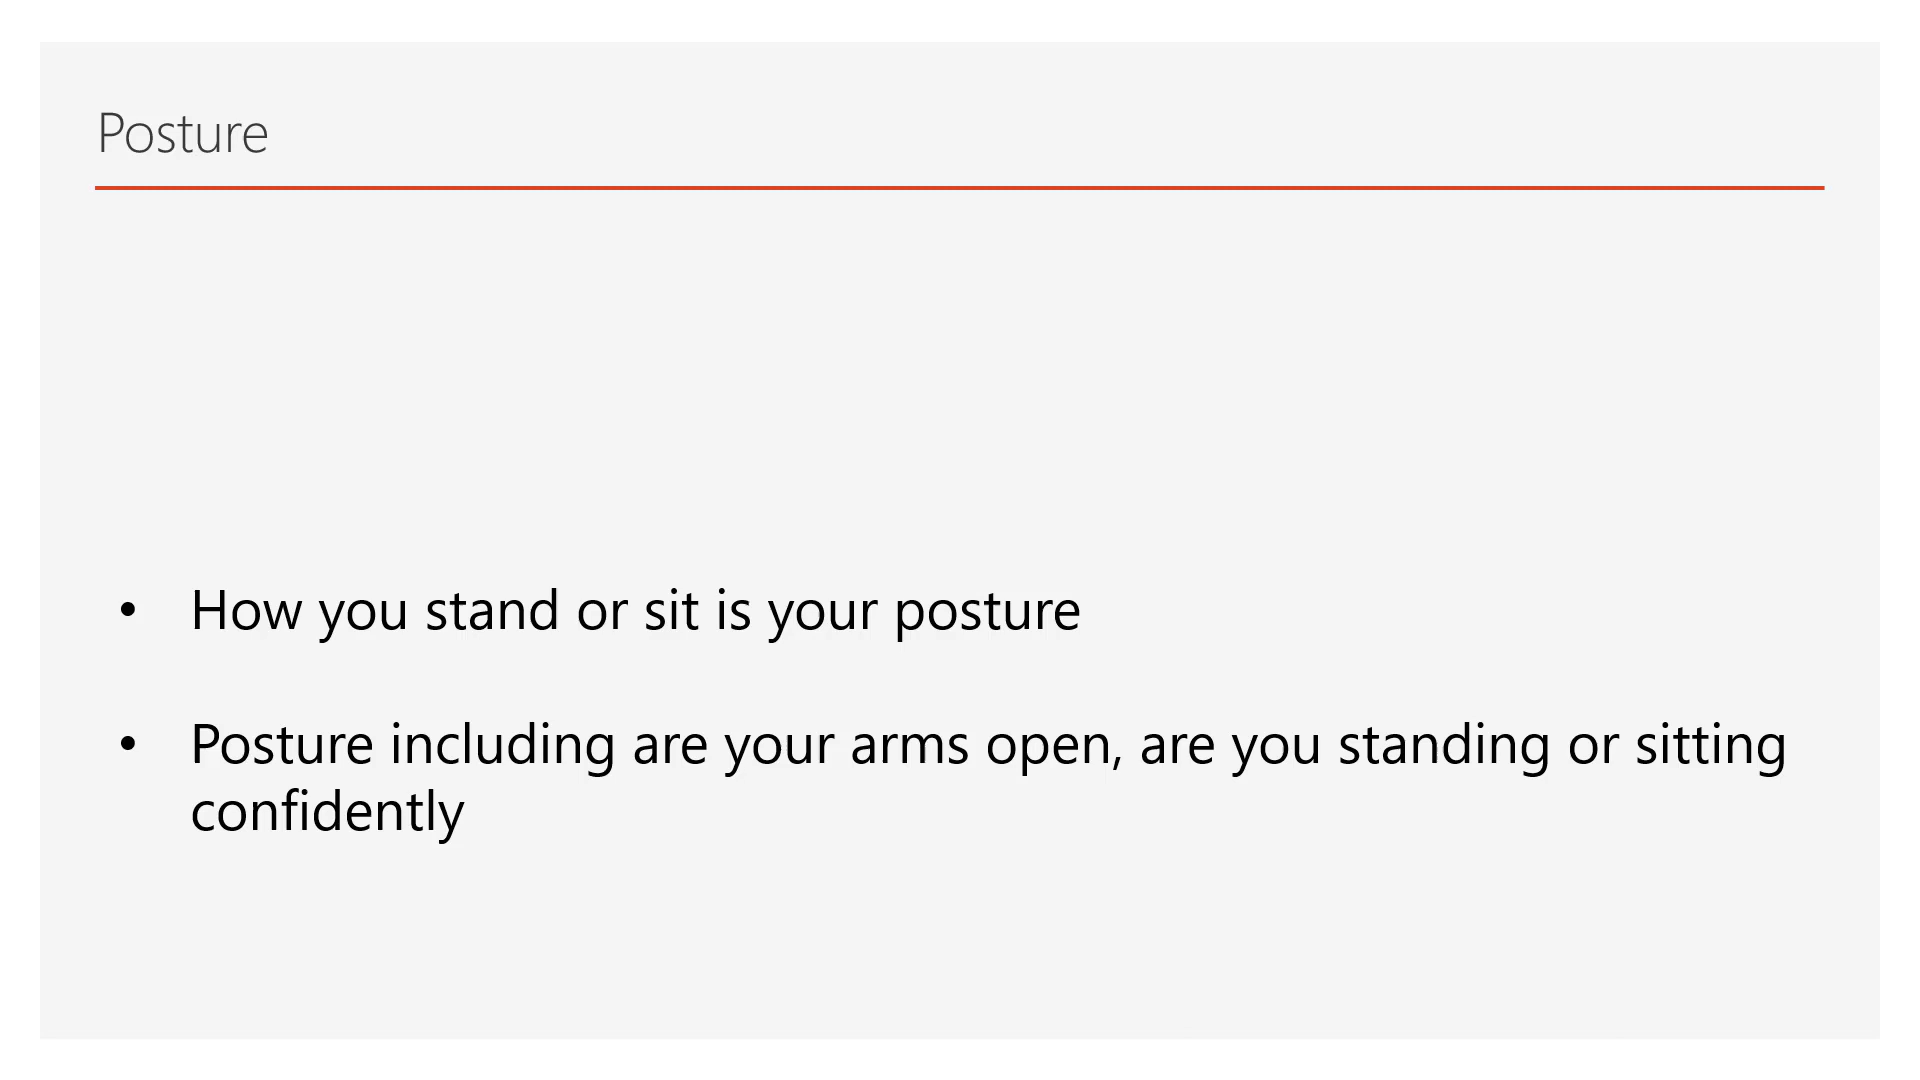 Posture
• How you stand or sit is your posture
• Posture including are your arms open, are you standing or sitting
confidently